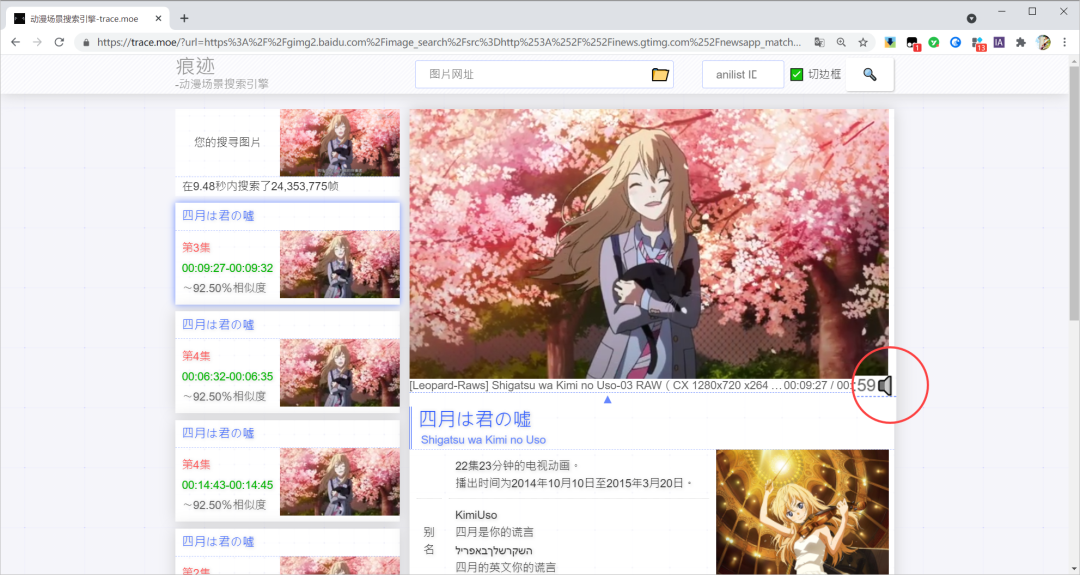 动漫场景搜索引擎-trace.moe
https://trace.moe/?url=https%3A%2F%2Fgimg2.baidu.com%2Fimage_search%2Fsrc%3Dhttp%253A%252F%252Finews.gtimg.com%252Fnewsapp_match...
1
13
IA
痕迹
-动漫场景搜索引擎
图片网址
anilist ID
切边框
您的搜寻图片
在9.48秒内搜索了24,353,775帧
四月は君の嘘
第3集
00:09:27-00:09:32
～92.50%相似度
四月は君の嘘
第4集
00:06:32-00:06:35
～92.50%相似度
四月は君の嘘
第4集
00:14:43-00:14:45
～92.50%相似度
四月は君の嘘
第2集
[Leopard-Raws] Shigatsu wa Kimi no Uso-03 RAW（CX 1280x720 x264 ... 00:09:27 / 00:
59
四月は君の嘘
Shigatsu wa Kimi no Uso
22集23分钟的电视动画。
播出时间为2014年10月10日至2015年3月20日。
别名
KimiUso
四月是你的谎言
השקרשלךבאפריל
四月的英文你的谎言